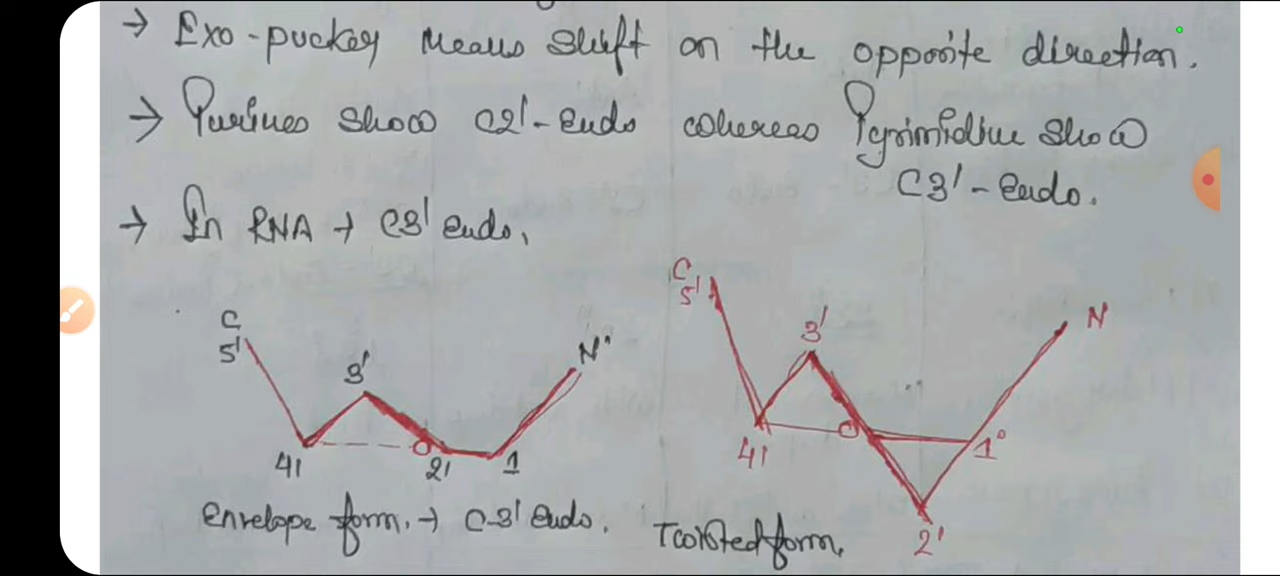 → Exo-pucker Means Shift on the opposite direction.
→ Purines show C2'-endo whereas Pyrimidine show
C3'-endo.
→ In RNA → C3' endo,
C
5'
3'
N
4'
O
2'
1
C
5'
3'
N
4'
O
1
2'
envelope form. → C-3' endo.
Twisted form.